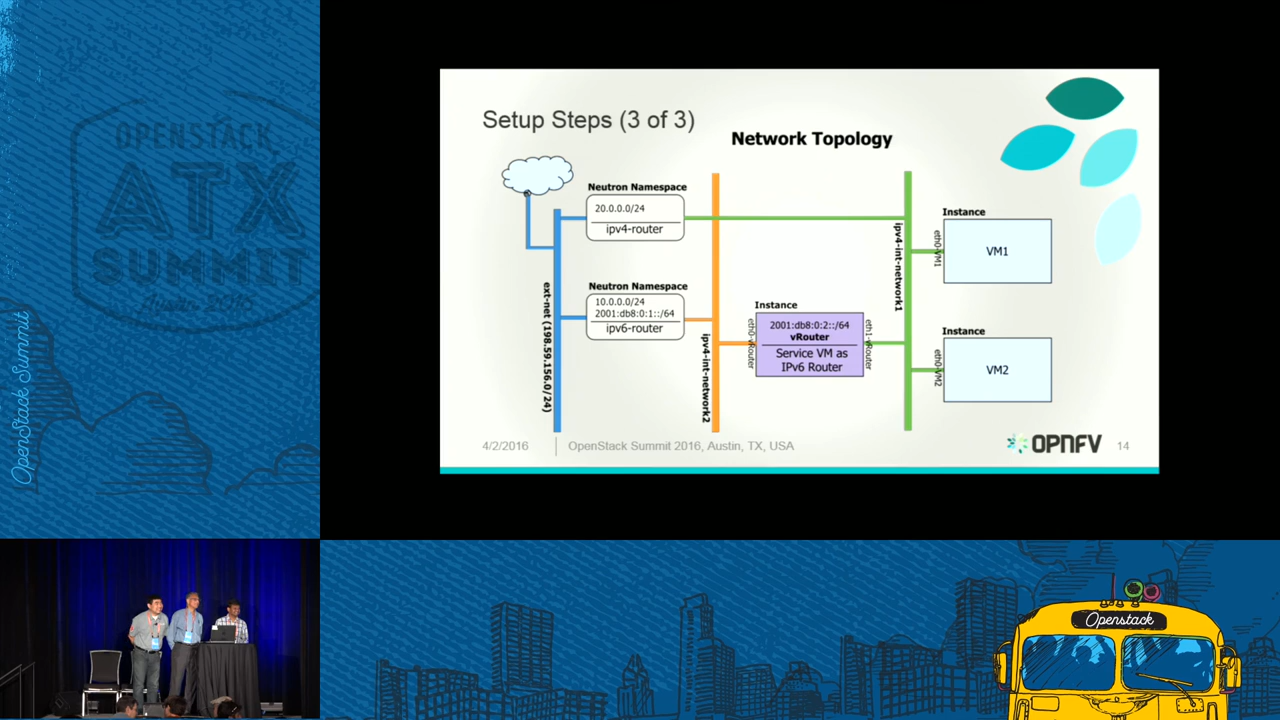 OPENSTACK
ATX
SUMMIT
OpenStack Summit
Setup Steps (3 of 3)
Network Topology
Neutron Namespace
20.0.0.0/24
ipv4-router
Neutron Namespace
10.0.0.0/24
2001:db8:0:1::/64
ipv6-router
ext-net (198.59.156.0/24)
ipv4-int-network2
Instance
2001:db8:0:2::/64
vRouter
Service VM as
IPv6 Router
eth0-vRouter
eth1-vRouter
ipv4-int-network1
Instance
VM1
eth0-VM1
Instance
VM2
eth0-VM2
4/2/2016
OpenStack Summit 2016, Austin, TX, USA
OPNFV
14
Openstack